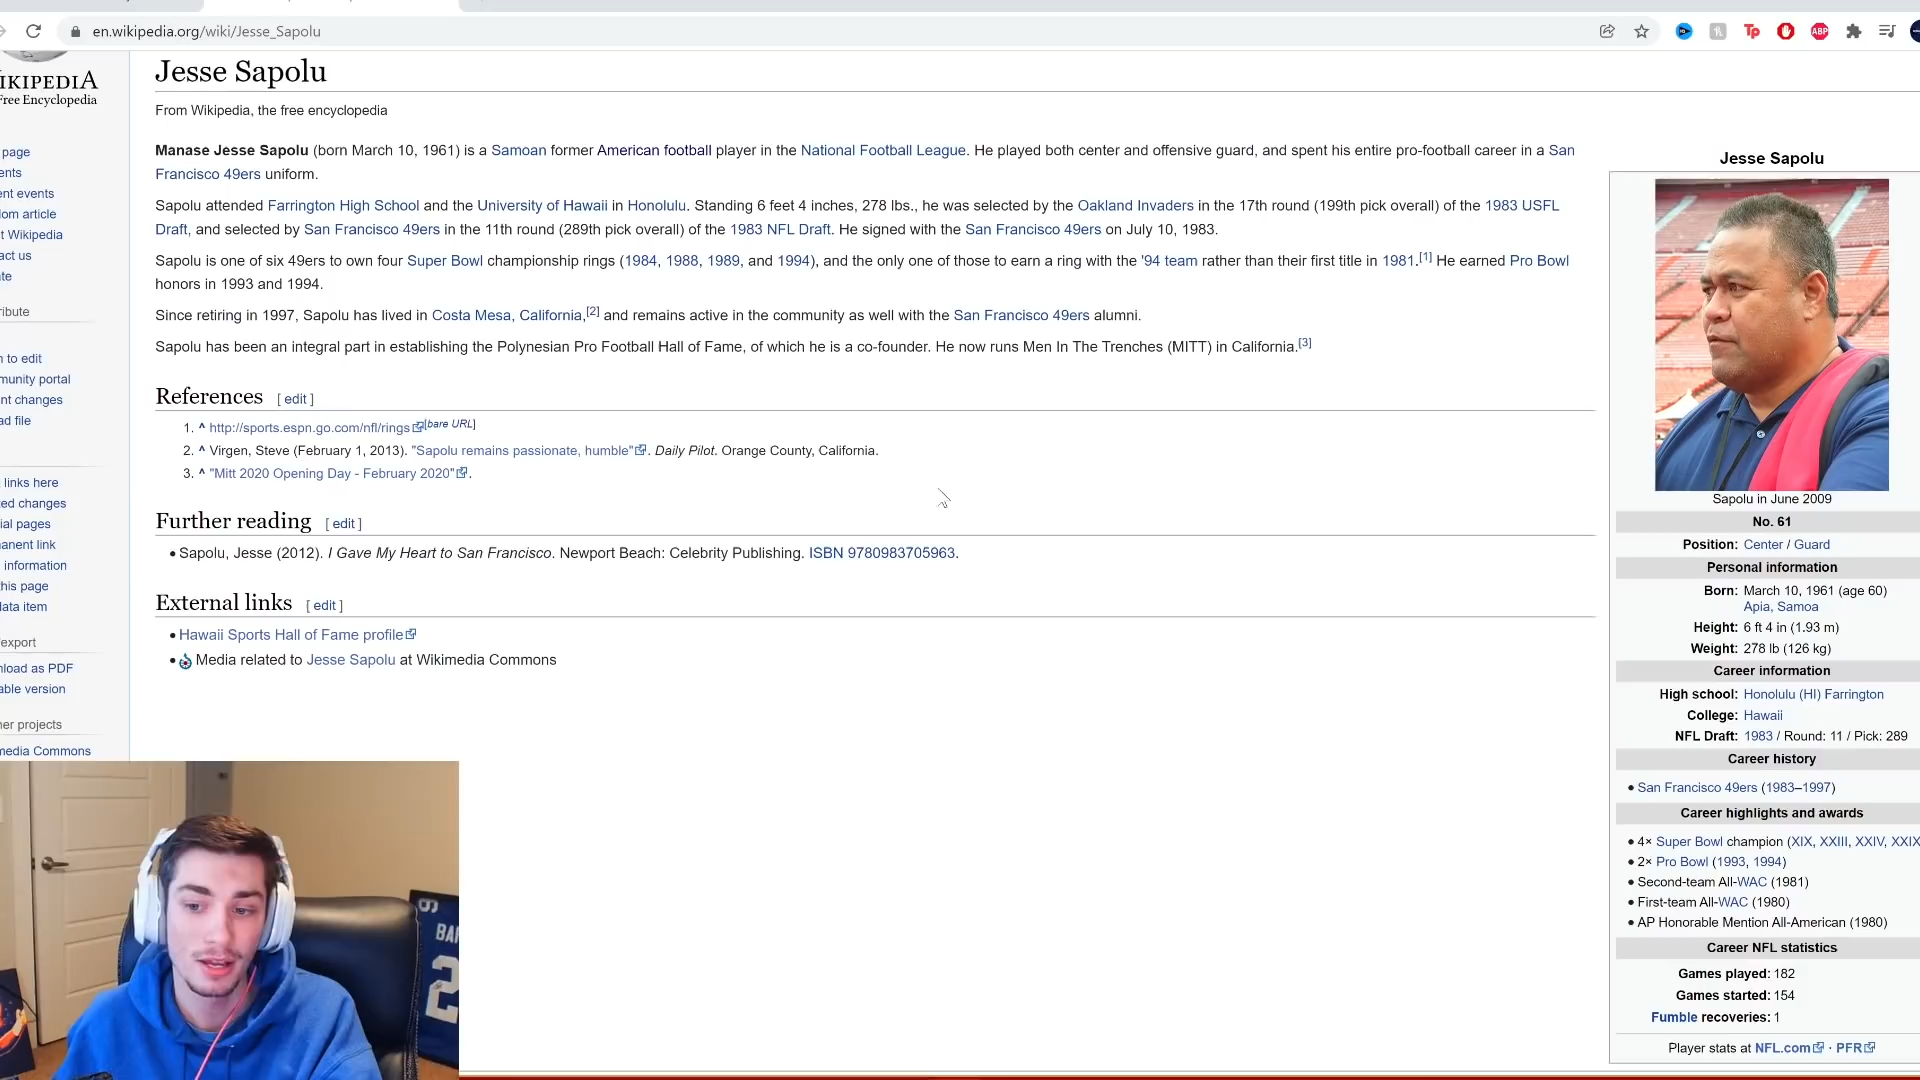 en.wikipedia.org/wiki/Jesse_Sapolu
Tp
ABP
IKIPEDIA
Free Encyclopedia
page
ents
ent events
om article
t Wikipedia
act us
te
ribute
n to edit
munity portal
nt changes
ad file
links here
ed changes
ial pages
anent link
information
his page
data item
export
nload as PDF
able version
her projects
media Commons
Jesse Sapolu
From Wikipedia, the free encyclopedia
Manase Jesse Sapolu (born March 10, 1961) is a Samoan former American football player in the National Football League. He played both center and offensive guard, and spent his entire pro-football career in a San
Francisco 49ers uniform.
Sapolu attended Farrington High School and the University of Hawaii in Honolulu. Standing 6 feet 4 inches, 278 lbs., he was selected by the Oakland Invaders in the 17th round (199th pick overall) of the 1983 USFL
Draft, and selected by San Francisco 49ers in the 11th round (289th pick overall) of the 1983 NFL Draft. He signed with the San Francisco 49ers on July 10, 1983.
Sapolu is one of six 49ers to own four Super Bowl championship rings (1984, 1988, 1989, and 1994), and the only one of those to earn a ring with the '94 team rather than their first title in 1981.[1] He earned Pro Bowl
honors in 1993 and 1994.
Since retiring in 1997, Sapolu has lived in Costa Mesa, California,[2] and remains active in the community as well with the San Francisco 49ers alumni.
Sapolu has been an integral part in establishing the Polynesian Pro Football Hall of Fame, of which he is a co-founder. He now runs Men In The Trenches (MITT) in California.[3]
References [ edit ]
1. ^ http://sports.espn.go.com/nfl/rings [bare URL]
2. ^ Virgen, Steve (February 1, 2013). "Sapolu remains passionate, humble". Daily Pilot. Orange County, California.
3. ^ "Mitt 2020 Opening Day - February 2020".
Further reading [ edit ]
• Sapolu, Jesse (2012). I Gave My Heart to San Francisco. Newport Beach: Celebrity Publishing. ISBN 9780983705963.
External links [ edit ]
• Hawaii Sports Hall of Fame profile
• Media related to Jesse Sapolu at Wikimedia Commons
Jesse Sapolu
Sapolu in June 2009
No. 61
Position: Center / Guard
Personal information
Born: March 10, 1961 (age 60)
Apia, Samoa
Height: 6 ft 4 in (1.93 m)
Weight: 278 lb (126 kg)
Career information
High school: Honolulu (HI) Farrington
College: Hawaii
NFL Draft: 1983 / Round: 11 / Pick: 289
Career history
• San Francisco 49ers (1983–1997)
Career highlights and awards
• 4× Super Bowl champion (XIX, XXIII, XXIV, XXIX
• 2× Pro Bowl (1993, 1994)
• Second-team All-WAC (1981)
• First-team All-WAC (1980)
• AP Honorable Mention All-American (1980)
Career NFL statistics
Games played: 182
Games started: 154
Fumble recoveries: 1
Player stats at NFL.com · PFR
BAR
2